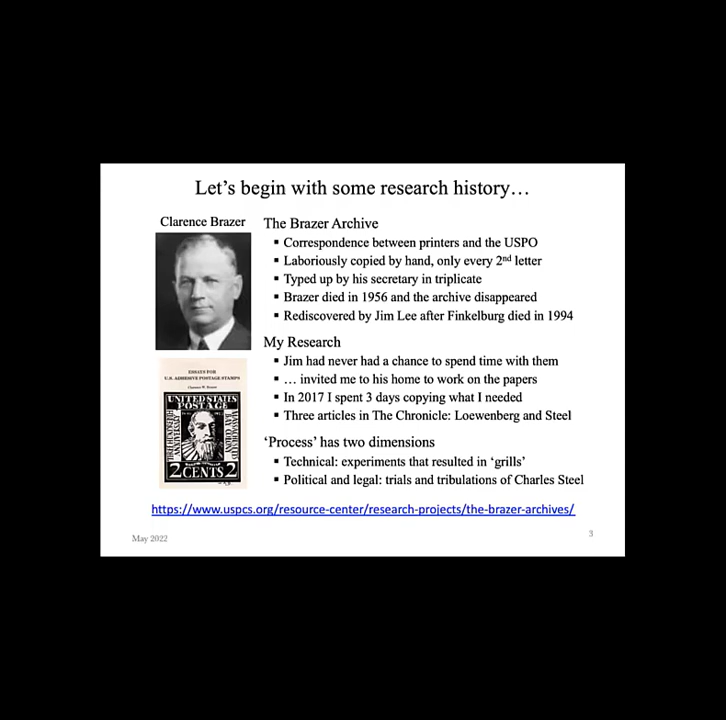 Let's begin with some research history…
Clarence Brazer
The Brazer Archive
▪ Correspondence between printers and the USPO
▪ Laboriously copied by hand, only every 2nd letter
▪ Typed up by his secretary in triplicate
▪ Brazer died in 1956 and the archive disappeared
▪ Rediscovered by Jim Lee after Finkelburg died in 1994
My Research
▪ Jim had never had a chance to spend time with them
▪ … invited me to his home to work on the papers
▪ In 2017 I spent 3 days copying what I needed
▪ Three articles in The Chronicle: Loewenberg and Steel
'Process' has two dimensions
▪ Technical: experiments that resulted in 'grills'
▪ Political and legal: trials and tribulations of Charles Steel
ESSAYS FOR
U.S. ADHESIVE POSTAGE STAMPS
Clarence W. Brazer
UNITED STATES
POSTAGE
2 CENTS 2
https://www.uspcs.org/resource-center/research-projects/the-brazer-archives/
May 2022
3